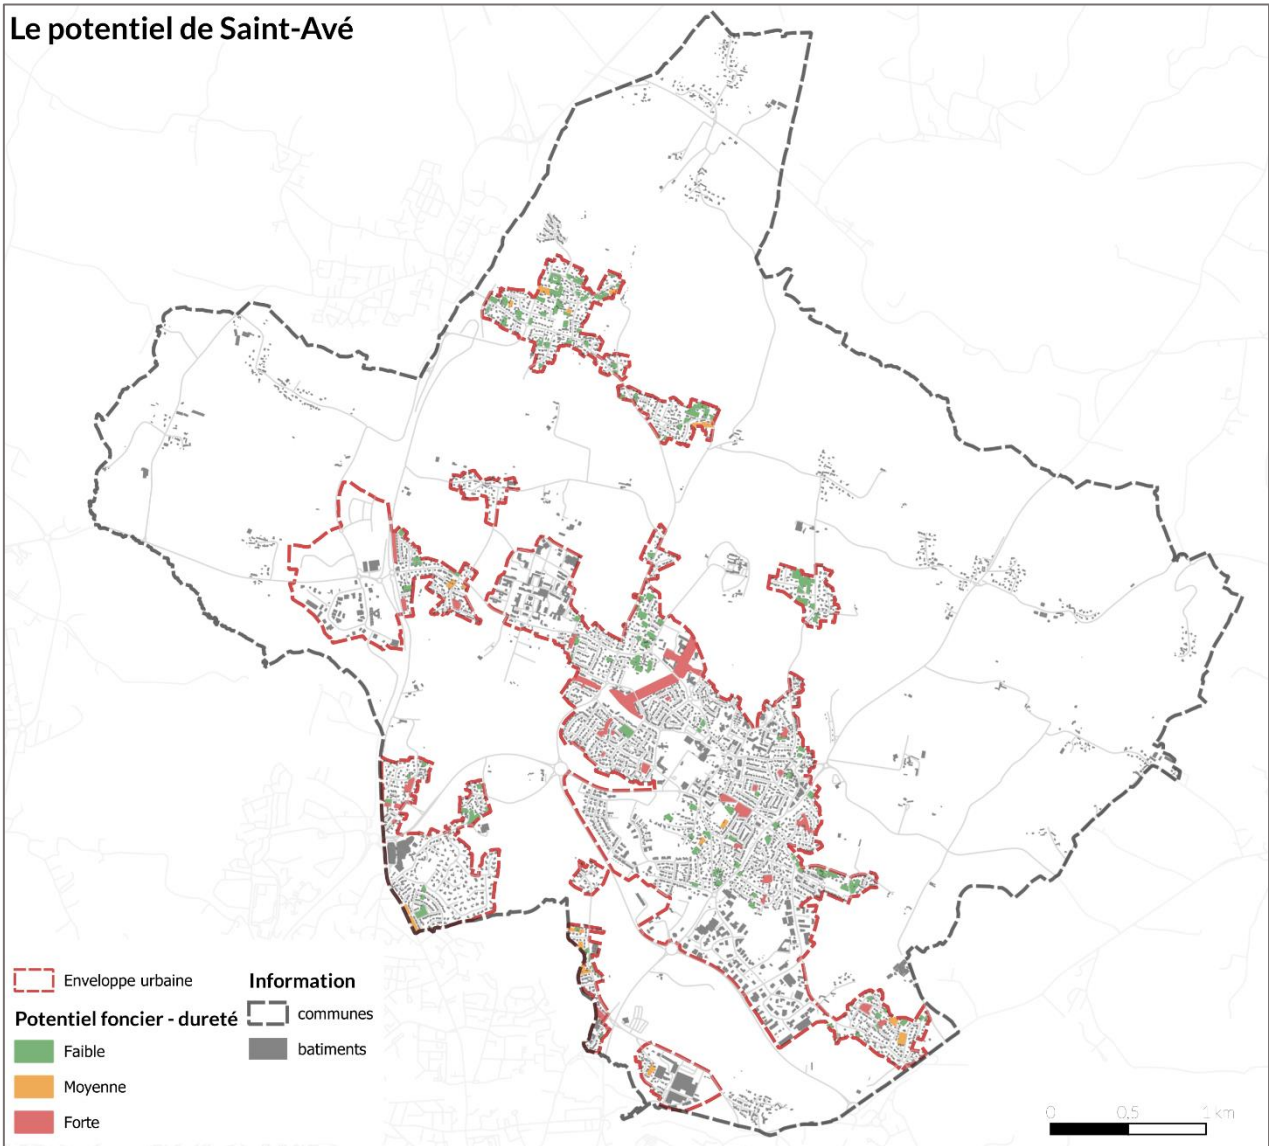 Le potentiel de Saint-Avé
Enveloppe urbaine
Potentiel foncier - dureté
Faible
Moyenne
Forte
Information
communes
batiments
0 0.5 1 km